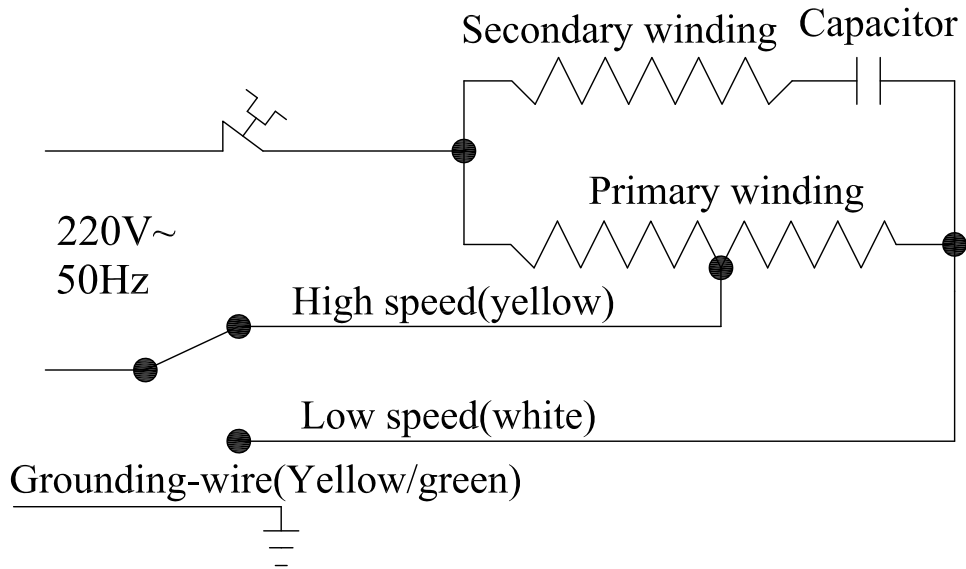 Secondary winding
Capacitor
Primary winding
220V~
50Hz
High speed(yellow)
Low speed(white)
Grounding-wire(Yellow/green)